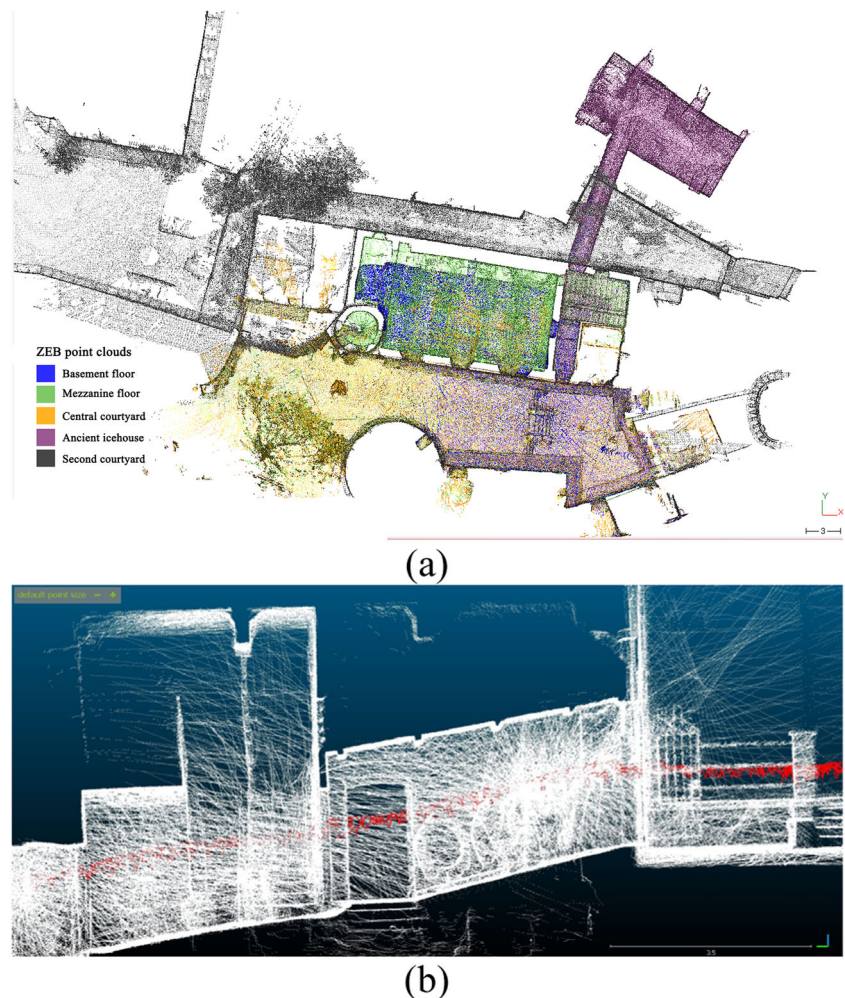 ZEB point clouds
Basement floor
Mezzanine floor
Central courtyard
Ancient icehouse
Second courtyard
Y
X
3
(a)
default point size − +
3.5
(b)